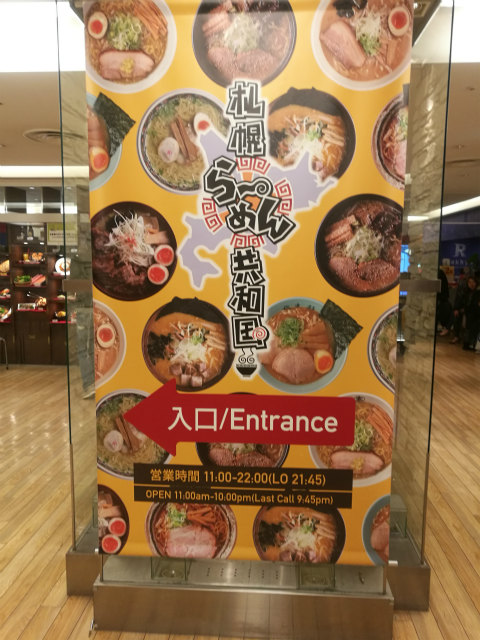 札幌
らーめん
共和国
入口/Entrance
営業時間 11:00-22:00(LO 21:45)
OPEN 11:00am-10:00pm(Last Call 9:45pm)
R